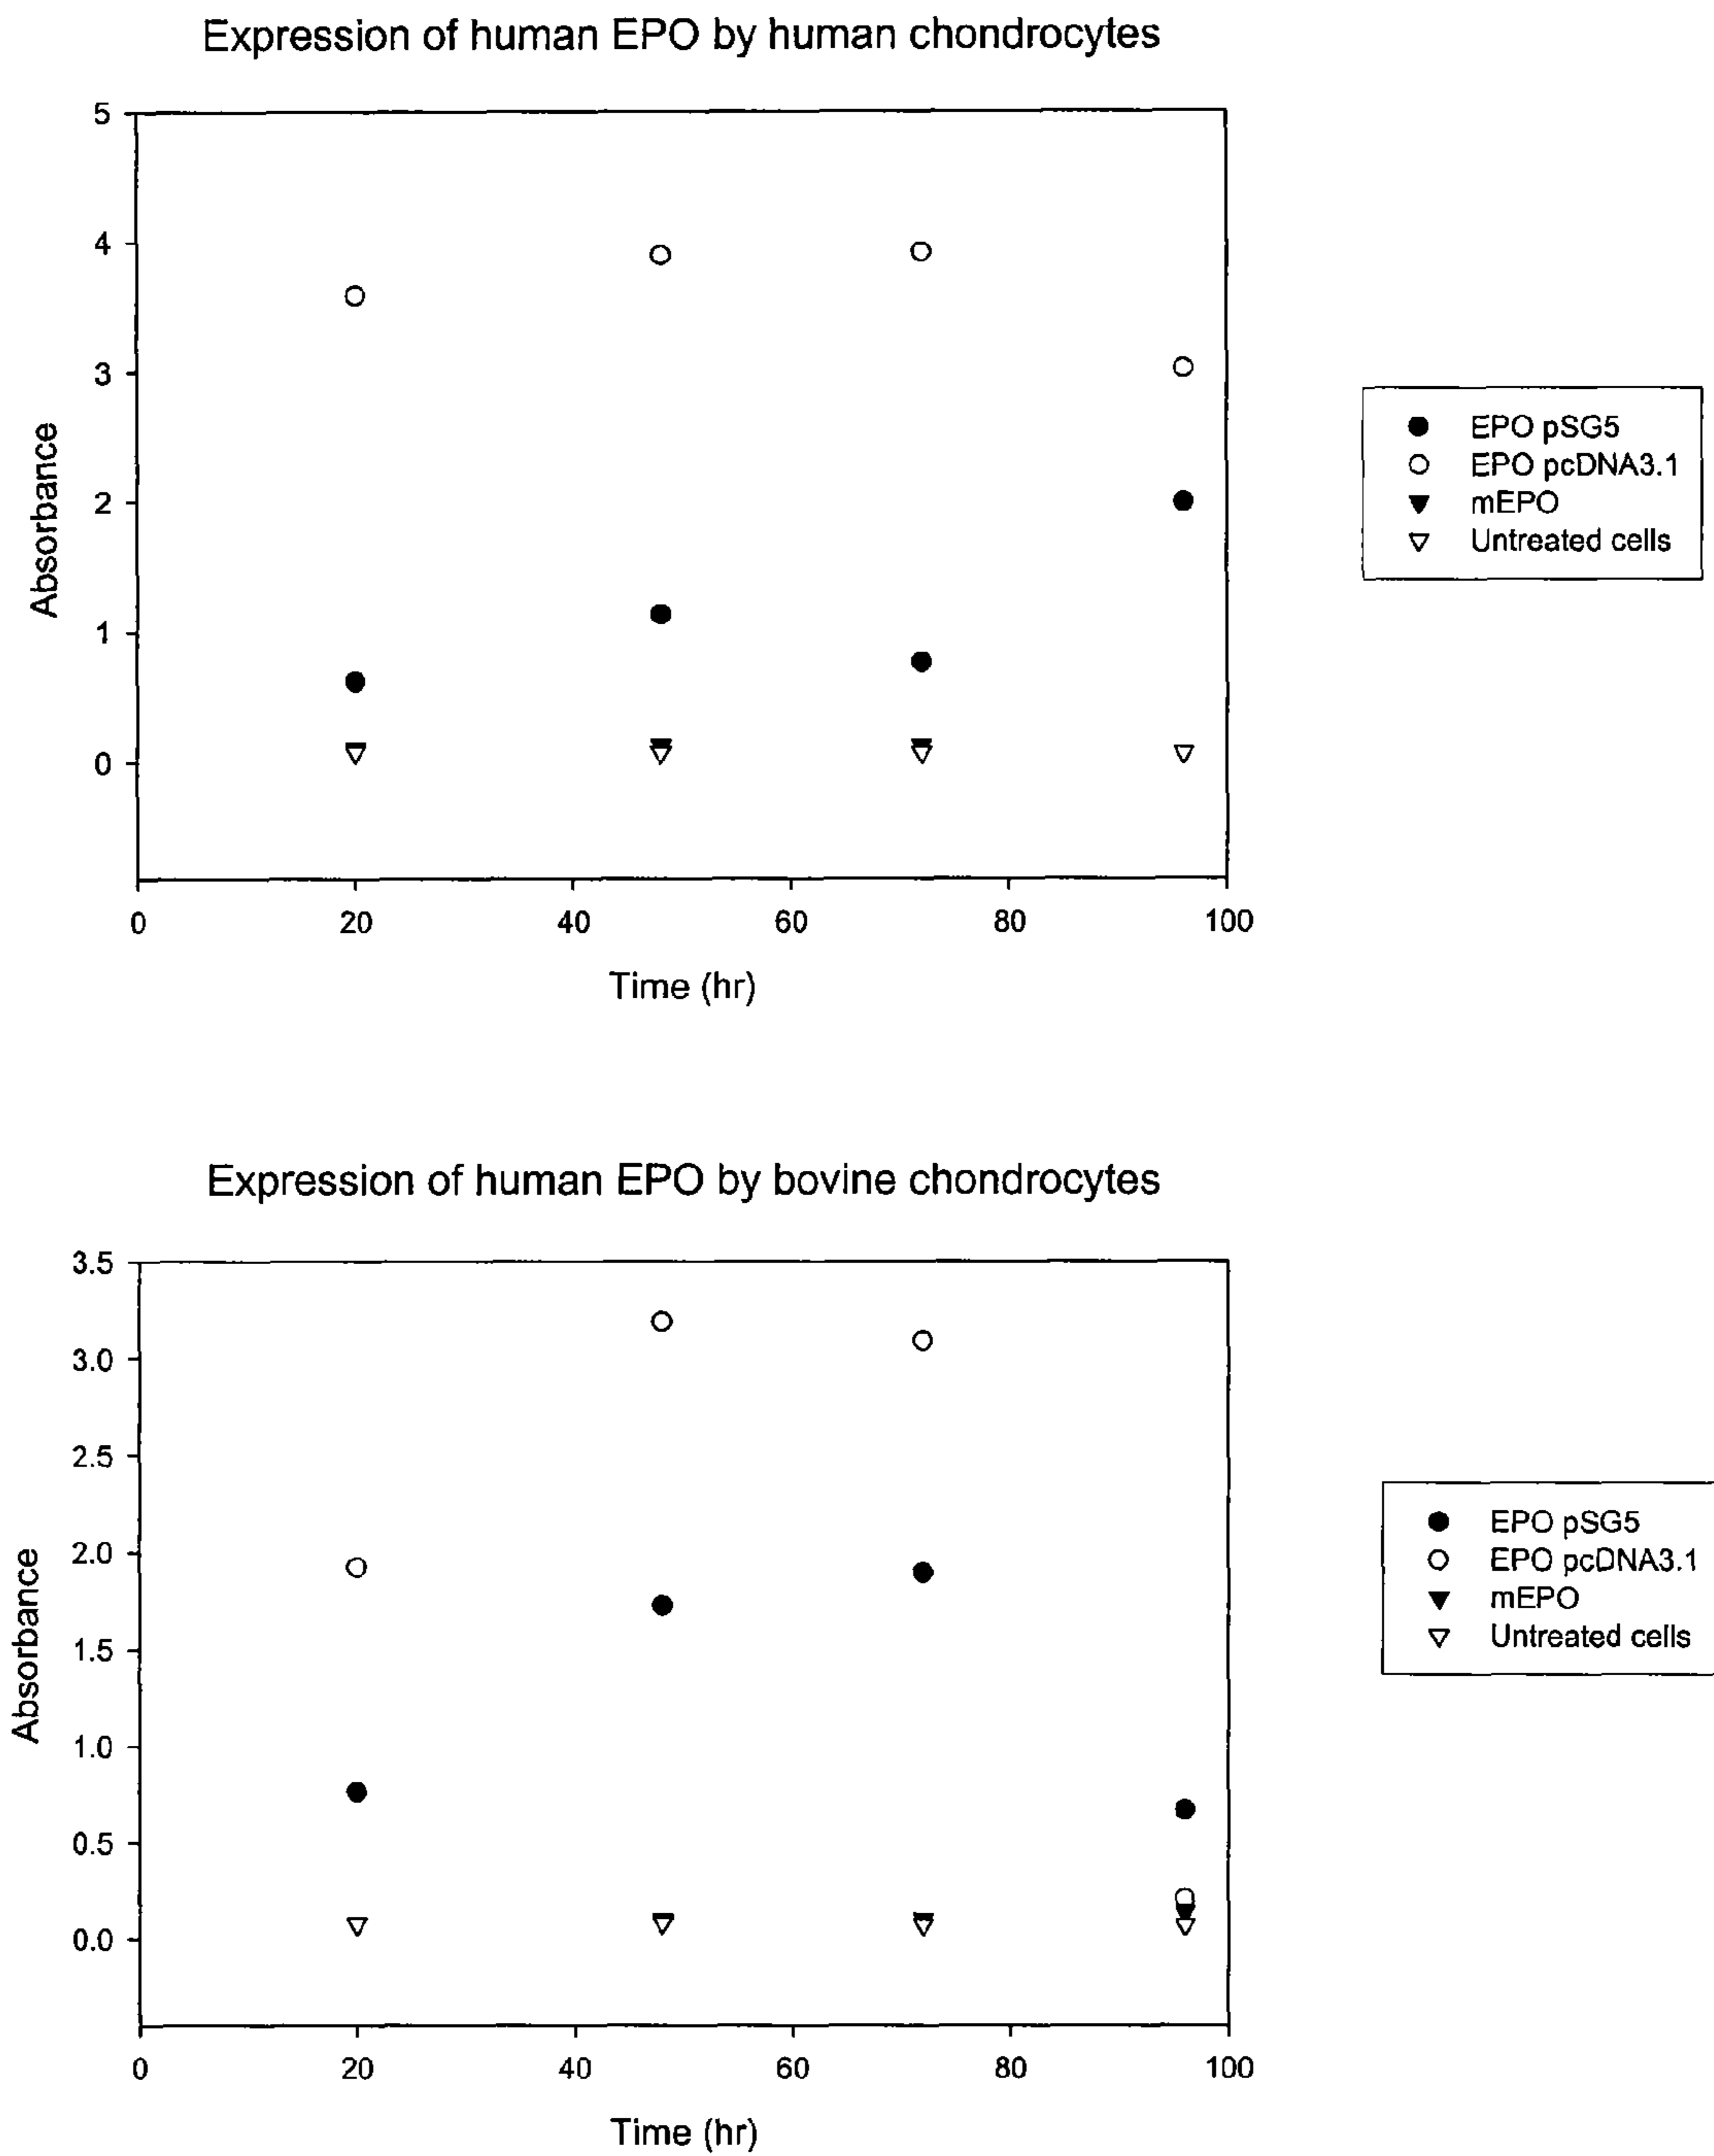 Expression of human EPO by human chondrocytes
5
4
3
2
1
0
Absorbance
0 20 40 60 80 100
Time (hr)
EPO pSG5
EPO pcDNA3.1
mEPO
Untreated cells
Expression of human EPO by bovine chondrocytes
3.5
3.0
2.5
2.0
1.5
1.0
0.5
0.0
Absorbance
0 20 40 60 80 100
Time (hr)
EPO pSG5
EPO pcDNA3.1
mEPO
Untreated cells